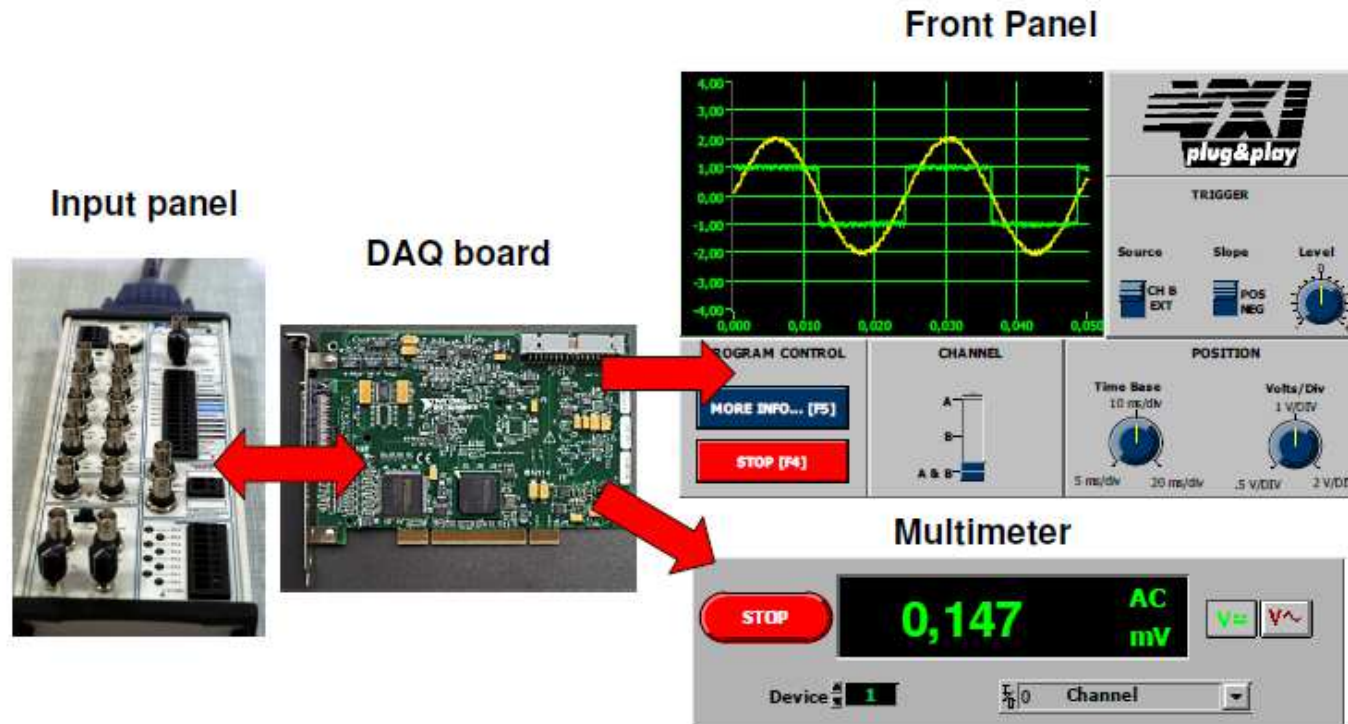 Front Panel
Input panel
DAQ board
4,00
3,00
2,00
1,00
0,00
-1,00
-2,00
-3,00
-4,00
0,000 0,010 0,020 0,030 0,040 0,050
VXI
plug&play
TRIGGER
Source Slope Level
0
CH B
EXT
POS
NEG
ROGRAM CONTROL
MORE INFO... [F5]
STOP [F4]
CHANNEL
A
B
A & B
POSITION
Time Base
10 ms/div
5 ms/div 20 ms/div
Volts/Div
1 V/DIV
.5 V/DIV 2 V/DI
Multimeter
STOP
0,147
AC
mV
V= V~
Device 1
0 Channel